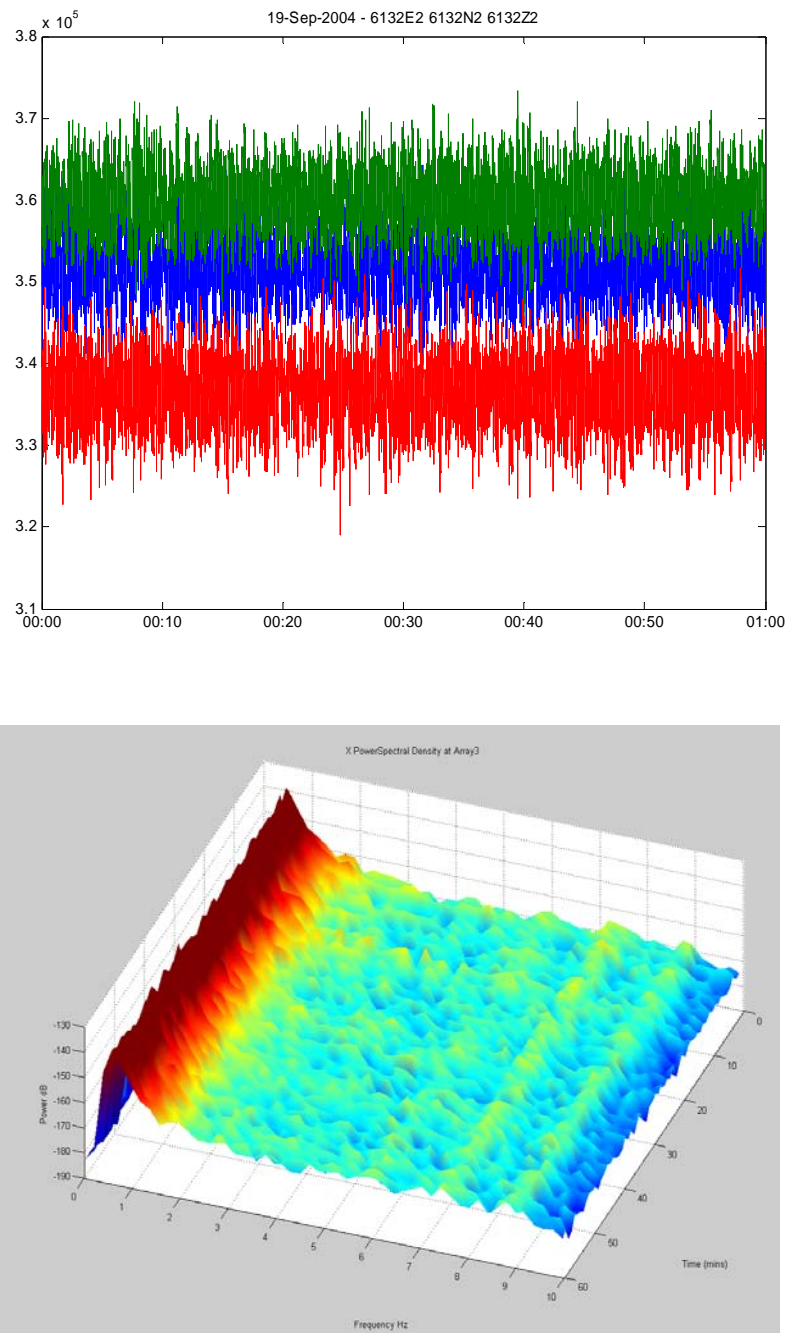 x 10^5
19-Sep-2004 - 6132E2 6132N2 6132Z2
3.8
3.7
3.6
3.5
3.4
3.3
3.2
3.1
00:00 00:10 00:20 00:30 00:40 00:50 01:00
X PowerSpectral Density at Array3
-130
-140
-150
-160
-170
-180
-190
Power dB
0 1 2 3 4 5 6 7 8 9 10
Frequency Hz
0 10 20 30 40 50 60
Time (mins)